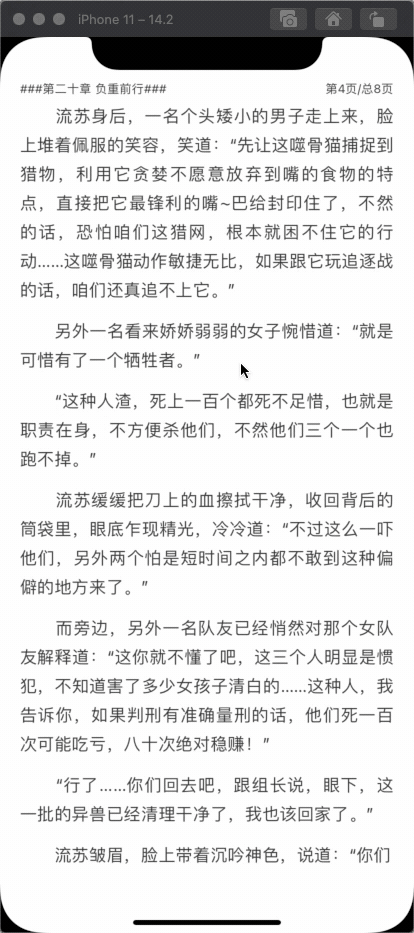 iPhone 11 – 14.2
###第二十章 负重前行### 第4页/总8页
流苏身后，一名个头矮小的男子走上来，脸
上堆着佩服的笑容，笑道：“先让这噬骨猫捕捉到
猎物，利用它贪婪不愿意放弃到嘴的食物的特
点，直接把它最锋利的嘴~巴给封印住了，不然
的话，恐怕咱们这猎网，根本就困不住它的行
动……这噬骨猫动作敏捷无比，如果跟它玩追逐战
的话，咱们还真追不上它。”
另外一名看来娇娇弱弱的女子惋惜道：“就是
可惜有了一个牺牲者。”
“这种人渣，死上一百个都死不足惜，也就是
职责在身，不方便杀他们，不然他们三个一个也
跑不掉。”
流苏缓缓把刀上的血擦拭干净，收回背后的
筒袋里，眼底乍现精光，冷冷道：“不过这么一吓
他们，另外两个怕是短时间之内都不敢到这种偏
僻的地方来了。”
而旁边，另外一名队友已经悄然对那个女队
友解释道：“这你就不懂了吧，这三个人明显是惯
犯，不知道害了多少女孩子清白的……这种人，我
告诉你，如果判刑有准确量刑的话，他们死一百
次可能吃亏，八十次绝对稳赚！”
“行了……你们回去吧，跟组长说，眼下，这
一批的异兽已经清理干净了，我也该回家了。”
流苏皱眉，脸上带着沉吟神色，说道：“你们